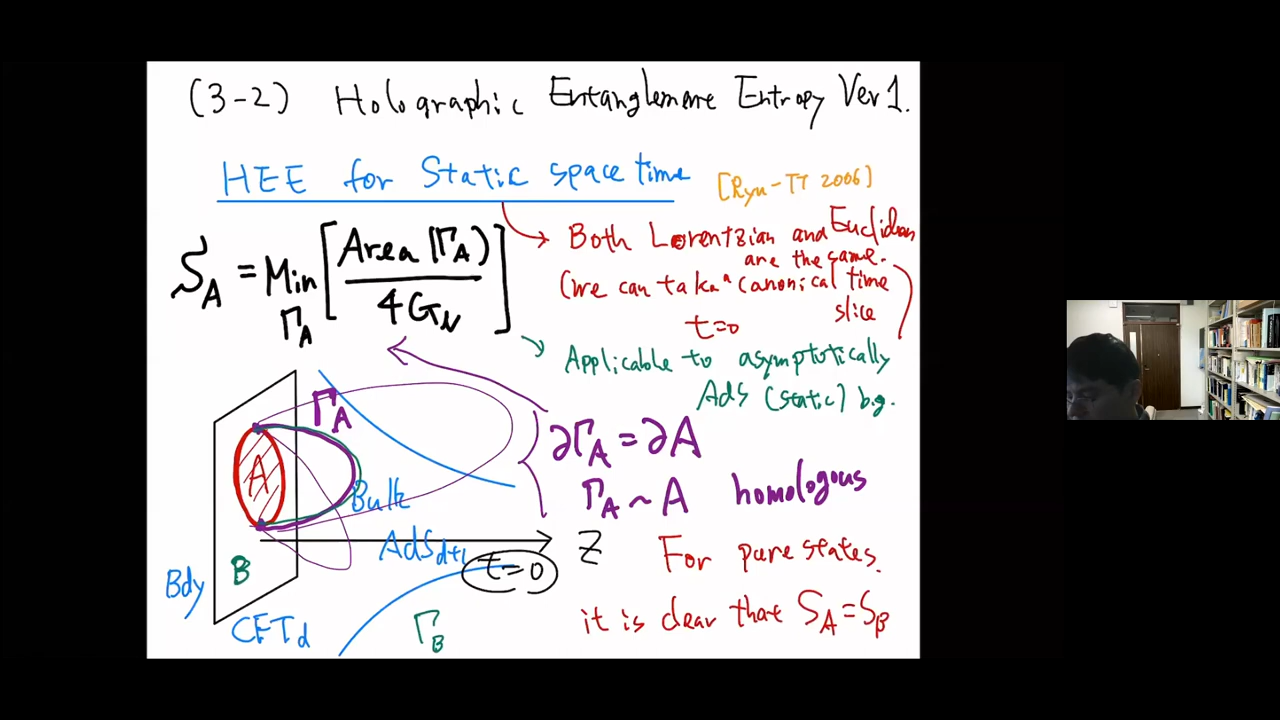 (3-2) Holographic Entanglement Entropy Ver 1.
HEE for Static space time
[Ryu-TT 2006]
S_A = Min_{Γ_A} [ Area(Γ_A) / 4G_N ]
Both Lorentzian and Euclidean
are the same.
(we can take a canonical time
slice
t=0
Applicable to asymptotically
AdS (static) b.g.
Γ_A
∂Γ_A = ∂A
A
Bulk
Γ_A ~ A homologous
AdS_{d+1}
Z
For pure states.
B
t=0
Bdy
it is clear that S_A = S_B
CFT_d
Γ_B